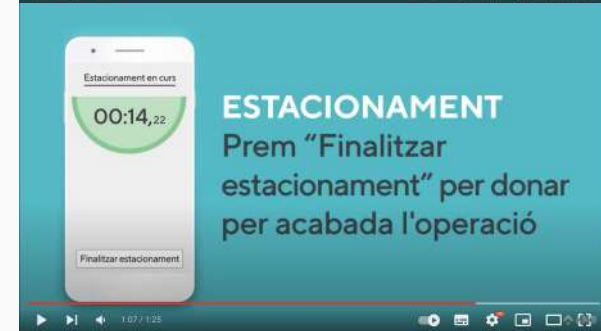 Estacionament en curs
00:14,22
Finalitzar estacionament
ESTACIONAMENT
Prem “Finalitzar
estacionament” per donar
per acabada l'operació
1:07 / 1:25